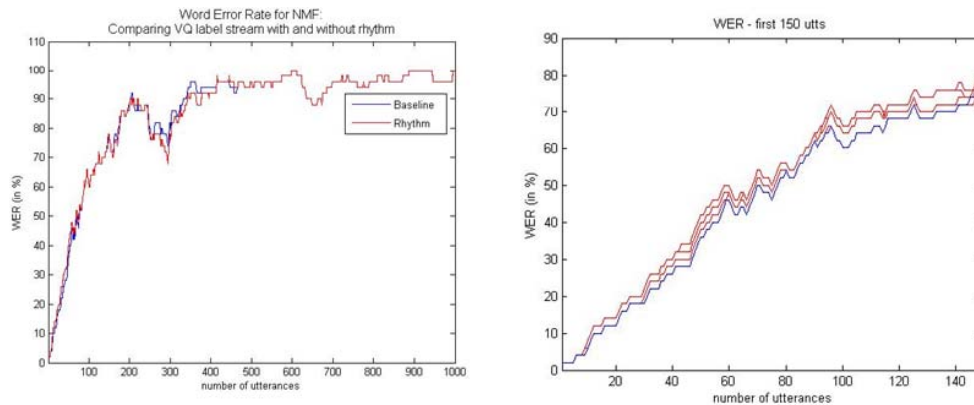 Word Error Rate for NMF:
Comparing VQ label stream with and without rhythm
WER (in %)
110
100
90
80
70
60
50
40
30
20
10
0
Baseline
Rhythm
100 200 300 400 500 600 700 800 900 1000
number of utterances
WER - first 150 utts
WER (in %)
90
80
70
60
50
40
30
20
10
0
20 40 60 80 100 120 140
number of utterances